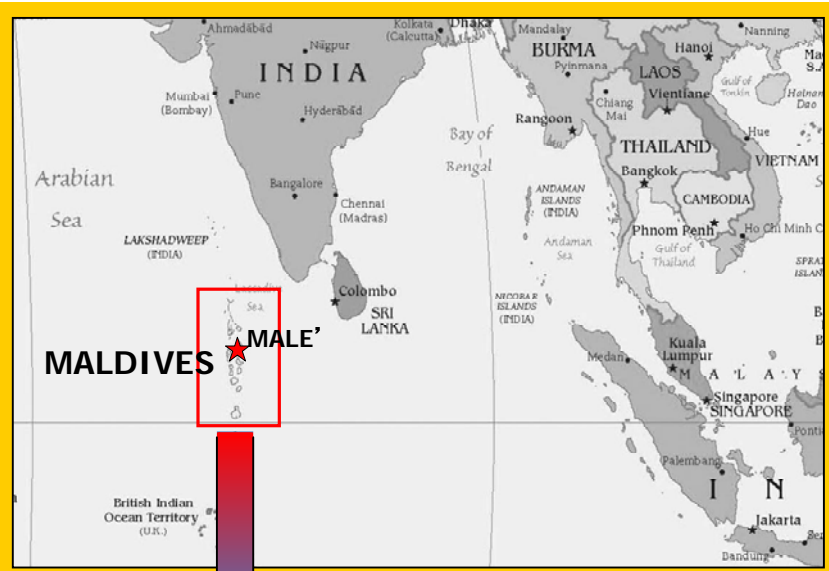 Ahmadābād
Kolkata
(Calcutta)
Dhaka
Mandalay
BURMA
Pyinmana
Hanoi
Nanning
Nāgpur
INDIA
LAOS
Vientiane
Gulf of
Tonkin
Hainan
Dao
Mumbai
(Bombay)
Pune
Hyderābād
Chiang
Mai
Rangoon
Hue
Bay of
Bengal
THAILAND
VIETNAM
Arabian
Sea
Bangkok
Bangalore
Chennai
(Madras)
ANDAMAN
ISLANDS
(INDIA)
CAMBODIA
Phnom Penh
Ho Chi Minh C
LAKSHADWEEP
(INDIA)
Andaman
Sea
Gulf of
Thailand
Sea
Colombo
SRI
LANKA
NICOBAR
ISLANDS
(INDIA)
MALE'
MALDIVES
Kuala
Lumpur
Medan
MALAYS
Singapore
SINGAPORE
Palembang
IN
British Indian
Ocean Territory
(U.K.)
Jakarta
Bandung